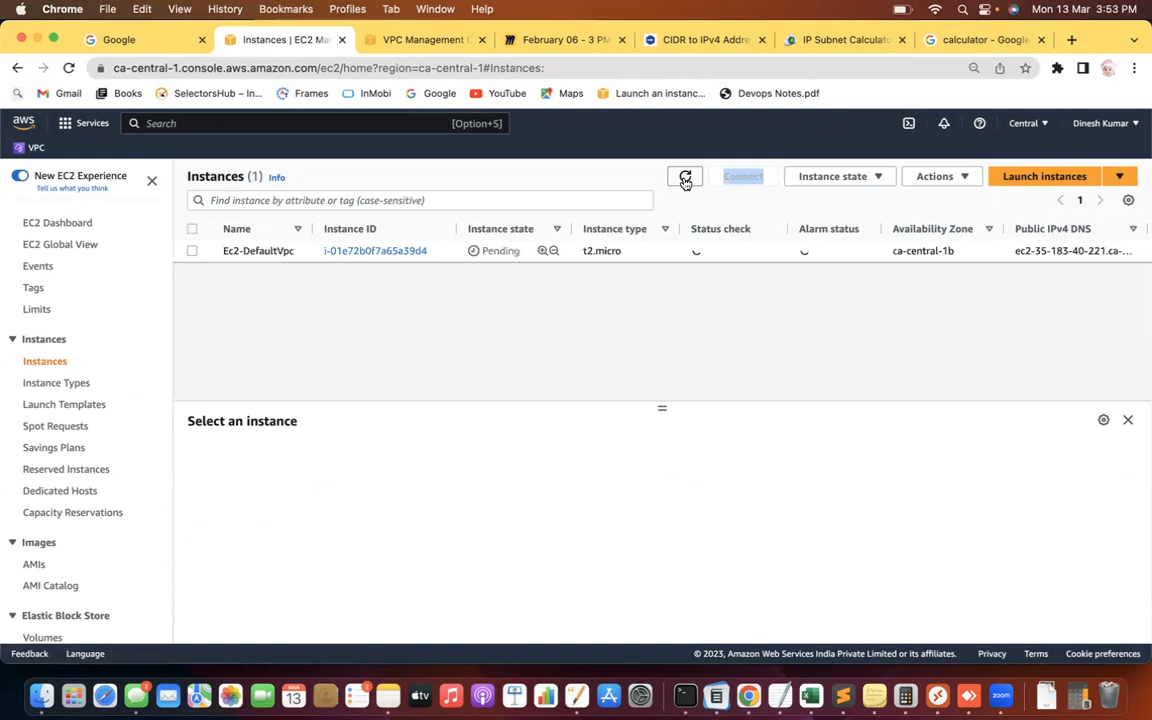 Chrome File Edit View History Bookmarks Profiles Tab Window Help Mon 13 Mar 3:53 PM
Google Instances | EC2 Ma VPC Management C February 06 - 3 PM CIDR to IPv4 Addre IP Subnet Calculato calculator - Google
ca-central-1.console.aws.amazon.com/ec2/home?region=ca-central-1#Instances:
Gmail Books SelectorsHub – In... Frames InMobi Google YouTube Maps Launch an instanc... Devops Notes.pdf
aws Services Search [Option+S] Central Dinesh Kumar
VPC
New EC2 Experience
Tell us what you think
Instances (1) Info Connect Instance state Actions Launch instances
Find instance by attribute or tag (case-sensitive) 1
Name Instance ID Instance state Instance type Status check Alarm status Availability Zone Public IPv4 DNS
Ec2-DefaultVpc i-01e72b0f7a65a39d4 Pending t2.micro ca-central-1b ec2-35-183-40-221.ca-...
EC2 Dashboard
EC2 Global View
Events
Tags
Limits
Instances
Instances
Instance Types
Launch Templates
Spot Requests
Savings Plans
Reserved Instances
Dedicated Hosts
Capacity Reservations
Images
AMIs
AMI Catalog
Elastic Block Store
Volumes
Select an instance
Feedback Language © 2023, Amazon Web Services India Private Limited or its affiliates. Privacy Terms Cookie preferences
MAR
13
tv
zoom